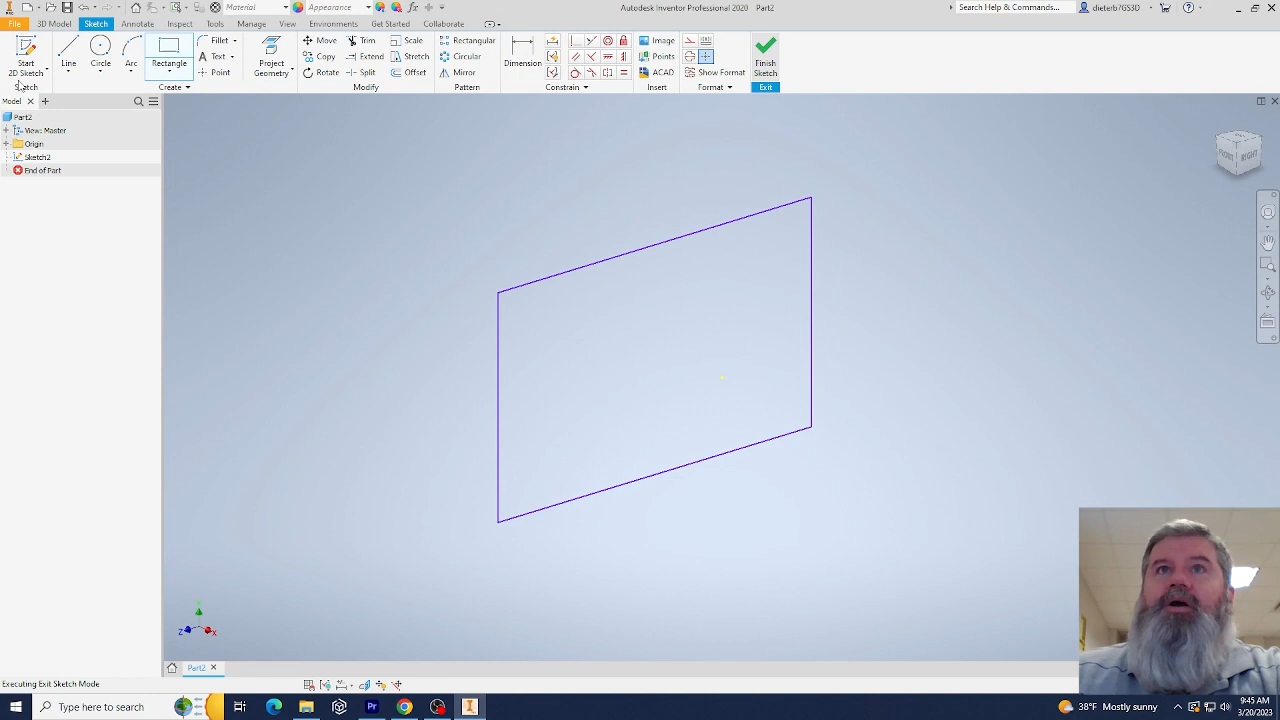 Material
Appearance
Autodesk Inventor Professional 2020 Part2
Search Help & Commands...
dieterb7GS3D
File
3D Model
Sketch
Annotate
Inspect
Tools
Manage
View
Environments
Get Started
Collaborate
Start
2D Sketch
Sketch
Line
Circle
Arc
Rectangle
Fillet
Text
Point
Create
Project
Geometry
Move
Copy
Rotate
Trim
Extend
Split
Scale
Stretch
Offset
Modify
Rectangular
Circular
Mirror
Pattern
Dimension
Constrain
Image
Points
ACAD
Insert
Show Format
Format
Finish
Sketch
Exit
Model
Part2
View: Master
Origin
Sketch2
End of Part
FRONT
RIGHT
Z
X
Part2
Executing Exit Sketch Mode
Type here to search
Pr
38°F Mostly sunny
9:45 AM
3/20/2023